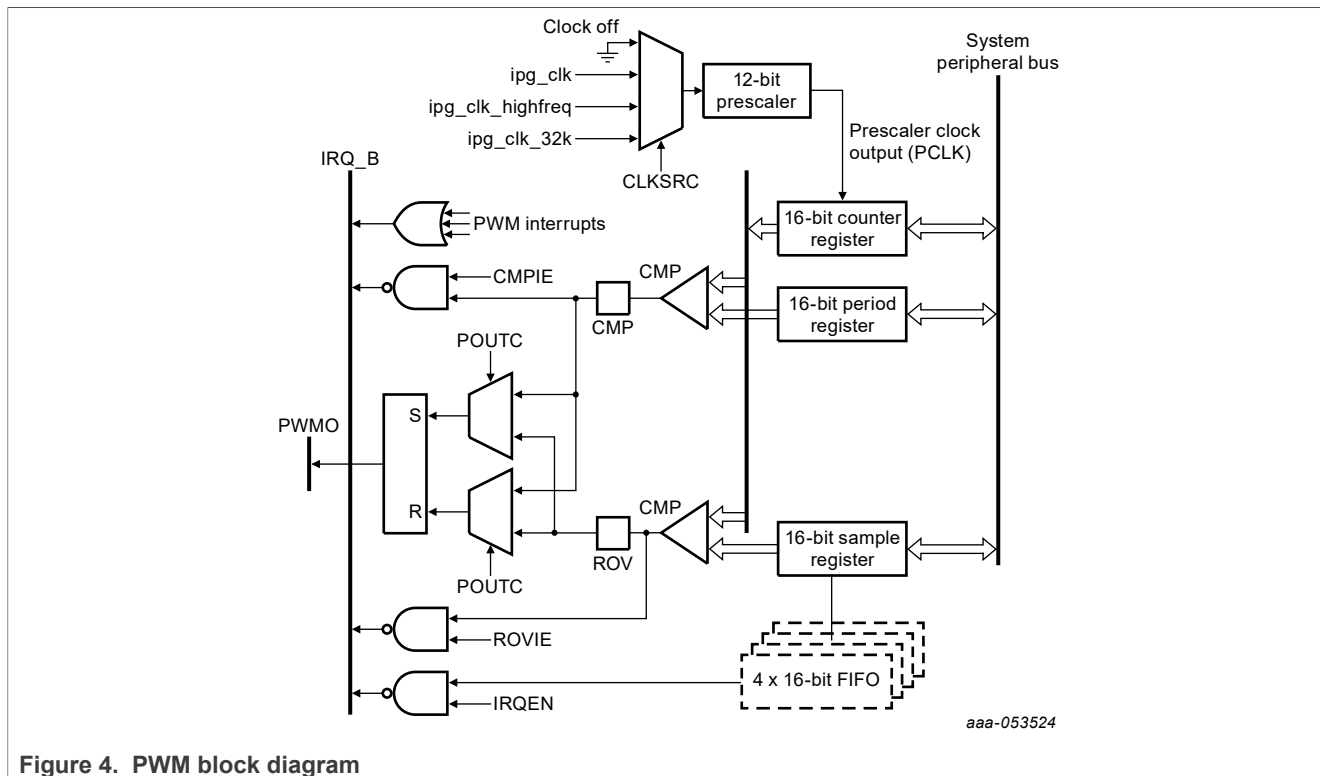 Clock off
ipg_clk
ipg_clk_highfreq
ipg_clk_32k
CLKSRC
12-bit
prescaler
System
peripheral bus
Prescaler clock
output (PCLK)
IRQ_B
PWM interrupts
16-bit counter
register
CMPIE
CMP
CMP
16-bit period
register
POUTC
PWMO
S
R
POUTC
CMP
ROV
16-bit sample
register
ROVIE
IRQEN
4 x 16-bit FIFO
aaa-053524
Figure 4. PWM block diagram